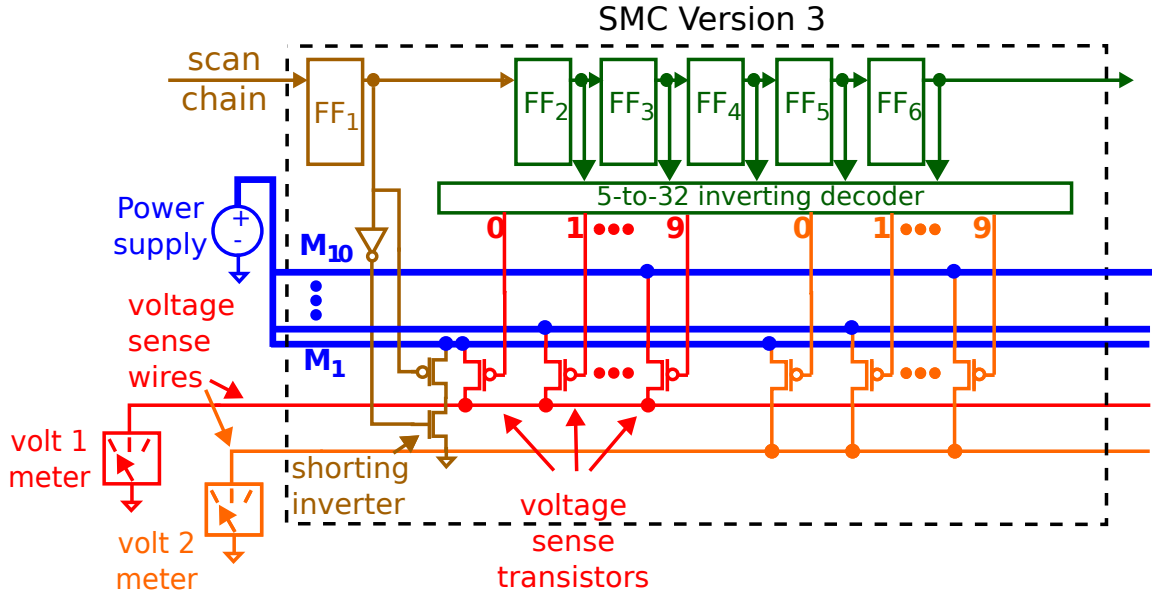 SMC Version 3
scan
chain
FF1
FF2
FF3
FF4
FF5
FF6
5-to-32 inverting decoder
0
1
9
0
1
9
Power
supply
+
-
M10
M1
voltage
sense
wires
volt 1
meter
volt 2
meter
shorting
inverter
voltage
sense
transistors